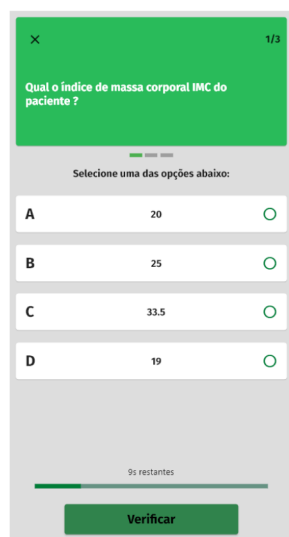 ×
1/3
Qual o índice de massa corporal IMC do
paciente ?
Selecione uma das opções abaixo:
A 20
B 25
C 33.5
D 19
9s restantes
Verificar